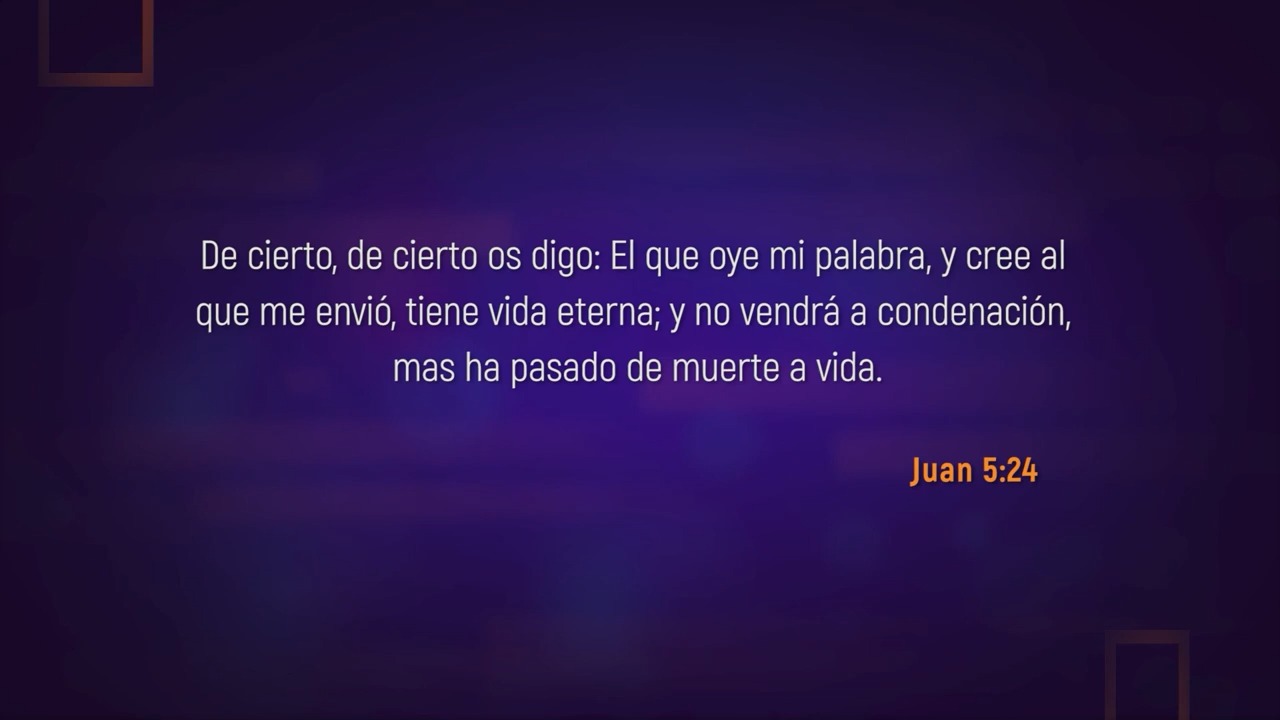 De cierto, de cierto os digo: El que oye mi palabra, y cree al
que me envió, tiene vida eterna; y no vendrá a condenación,
mas ha pasado de muerte a vida.
Juan 5:24